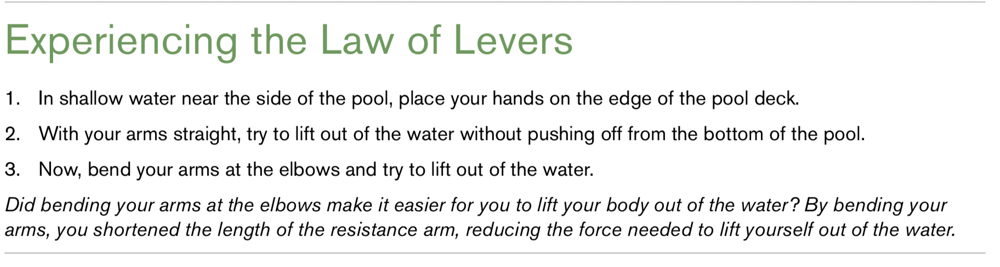 Experiencing the Law of Levers
1. In shallow water near the side of the pool, place your hands on the edge of the pool deck.
2. With your arms straight, try to lift out of the water without pushing off from the bottom of the pool.
3. Now, bend your arms at the elbows and try to lift out of the water.
Did bending your arms at the elbows make it easier for you to lift your body out of the water? By bending your
arms, you shortened the length of the resistance arm, reducing the force needed to lift yourself out of the water.